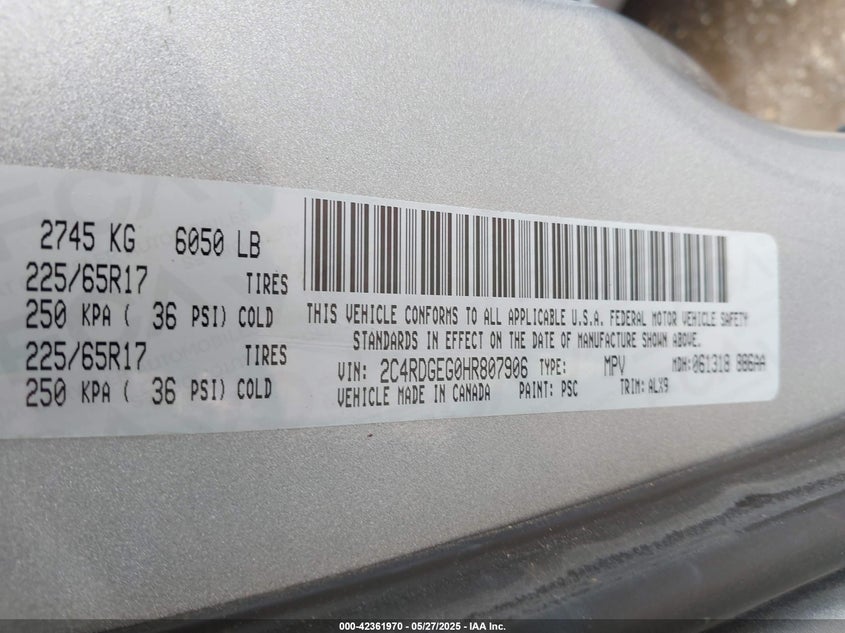 2745 KG 6050 LB
225/65R17 TIRES
250 KPA ( 36 PSI) COLD
225/65R17 TIRES
250 KPA ( 36 PSI) COLD
THIS VEHICLE CONFORMS TO ALL APPLICABLE U.S.A. FEDERAL MOTOR VEHICLE SAFETY
STANDARDS IN EFFECT ON THE DATE OF MANUFACTURE SHOWN ABOVE.
VIN: 2C4RDGEG0HR807906 TYPE: MPV MDH:061318 886AA
VEHICLE MADE IN CANADA PAINT: PSC TRIM: ALX9
000-42361970 - 05/27/2025 - IAA Inc.